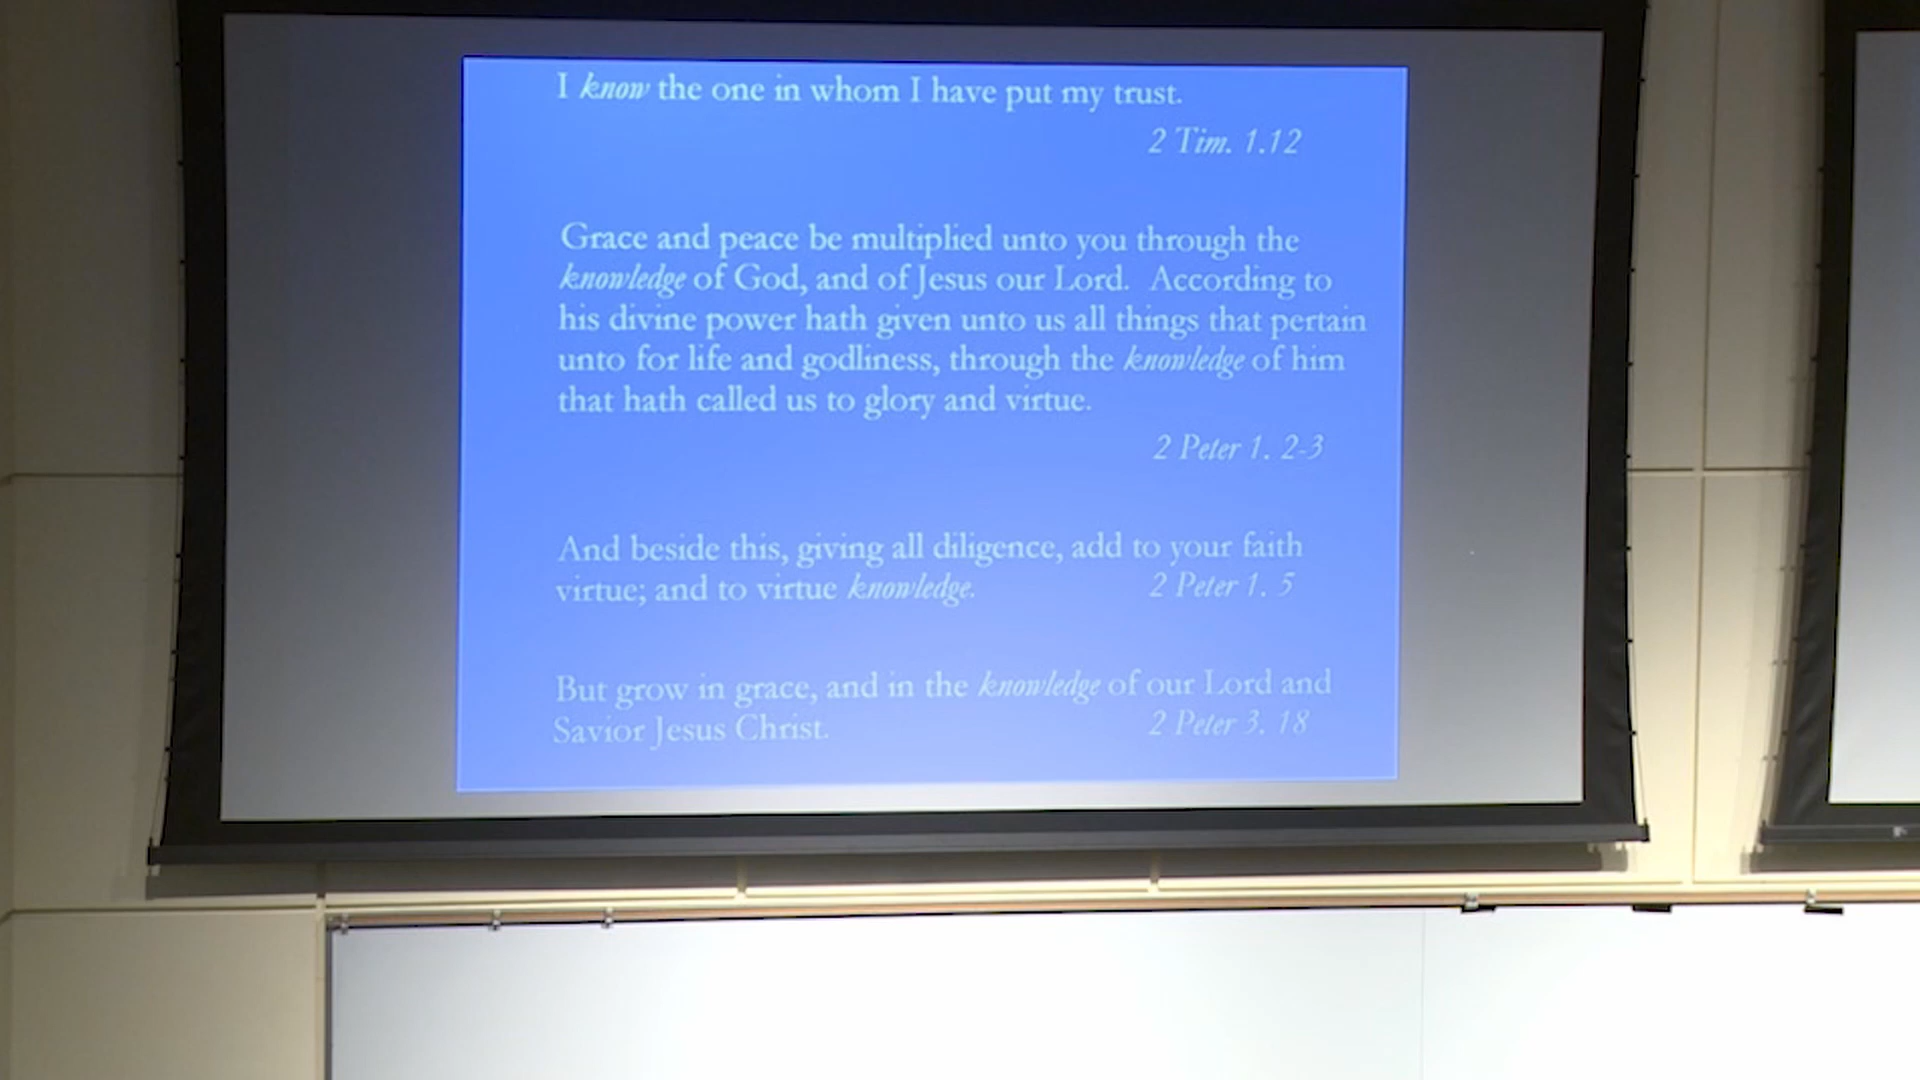 I know the one in whom I have put my trust.
2 Tim. 1.12
Grace and peace be multiplied unto you through the
knowledge of God, and of Jesus our Lord. According to
his divine power hath given unto us all things that pertain
unto for life and godliness, through the knowledge of him
that hath called us to glory and virtue.
2 Peter 1. 2-3
And beside this, giving all diligence, add to your faith
virtue; and to virtue knowledge. 2 Peter 1. 5
But grow in grace, and in the knowledge of our Lord and
Savior Jesus Christ. 2 Peter 3. 18